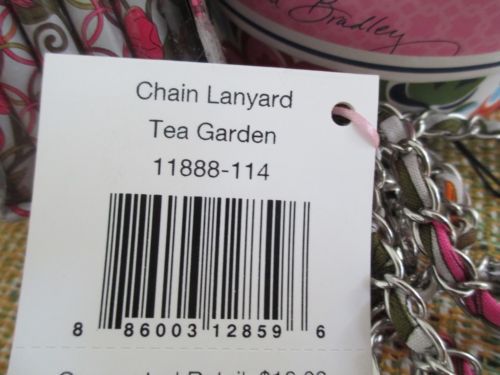 Bradley
Chain Lanyard
Tea Garden
11888-114
8 86003 12859 6